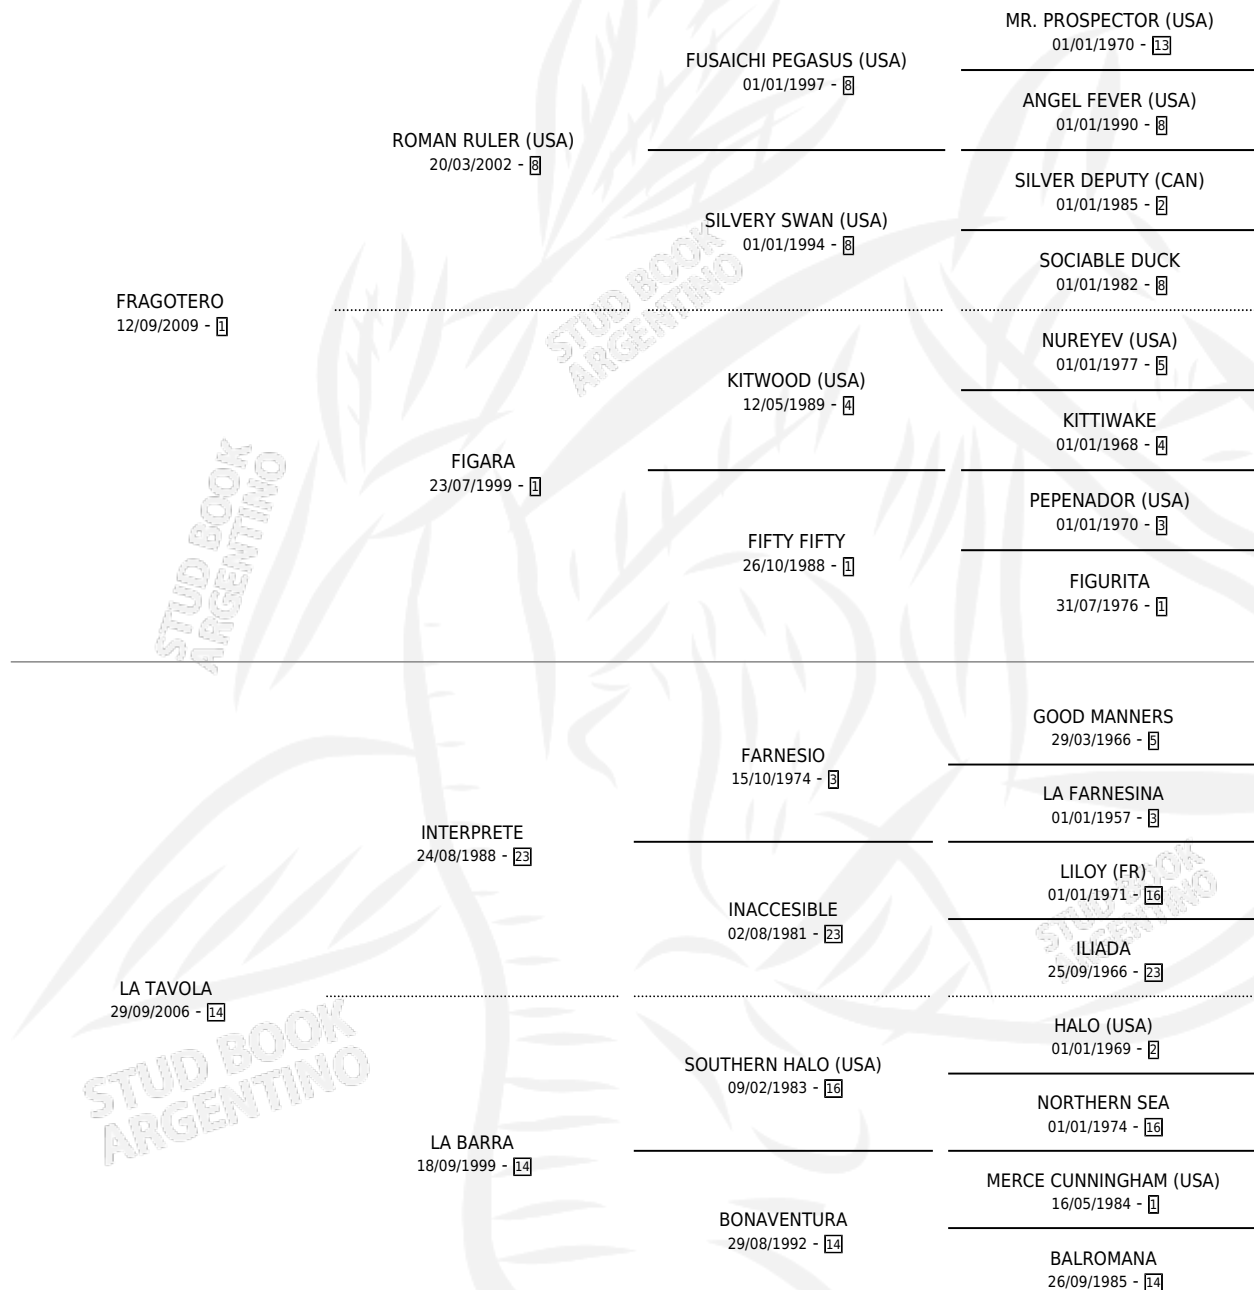 MR. PROSPECTOR (USA)
01/01/1970 - 13
FUSAICHI PEGASUS (USA)
01/01/1997 - 8
ANGEL FEVER (USA)
01/01/1990 - 8
ROMAN RULER (USA)
20/03/2002 - 8
SILVER DEPUTY (CAN)
01/01/1985 - 2
SILVERY SWAN (USA)
01/01/1994 - 8
SOCIABLE DUCK
01/01/1982 - 8
STUD BOOK
ARGENTINO
FRAGOTERO
12/09/2009 - 1
NUREYEV (USA)
01/01/1977 - 5
KITWOOD (USA)
12/05/1989 - 4
KITTIWAKE
01/01/1968 - 4
FIGARA
23/07/1999 - 1
PEPENADOR (USA)
01/01/1970 - 3
FIFTY FIFTY
26/10/1988 - 1
FIGURITA
31/07/1976 - 1
STUD BOOK
ARGENTINO
GOOD MANNERS
29/03/1966 - 5
FARNESIO
15/10/1974 - 3
LA FARNESINA
01/01/1957 - 3
INTERPRETE
24/08/1988 - 23
LILOY (FR)
01/01/1971 - 16
INACCESIBLE
02/08/1981 - 23
ILIADA
25/09/1966 - 23
STUD BOOK
ARGENTINO
LA TAVOLA
29/09/2006 - 14
HALO (USA)
01/01/1969 - 2
SOUTHERN HALO (USA)
09/02/1983 - 16
NORTHERN SEA
01/01/1974 - 16
STUD BOOK
ARGENTINO
LA BARRA
18/09/1999 - 14
MERCE CUNNINGHAM (USA)
16/05/1984 - 1
BONAVENTURA
29/08/1992 - 14
BALROMANA
26/09/1985 - 14